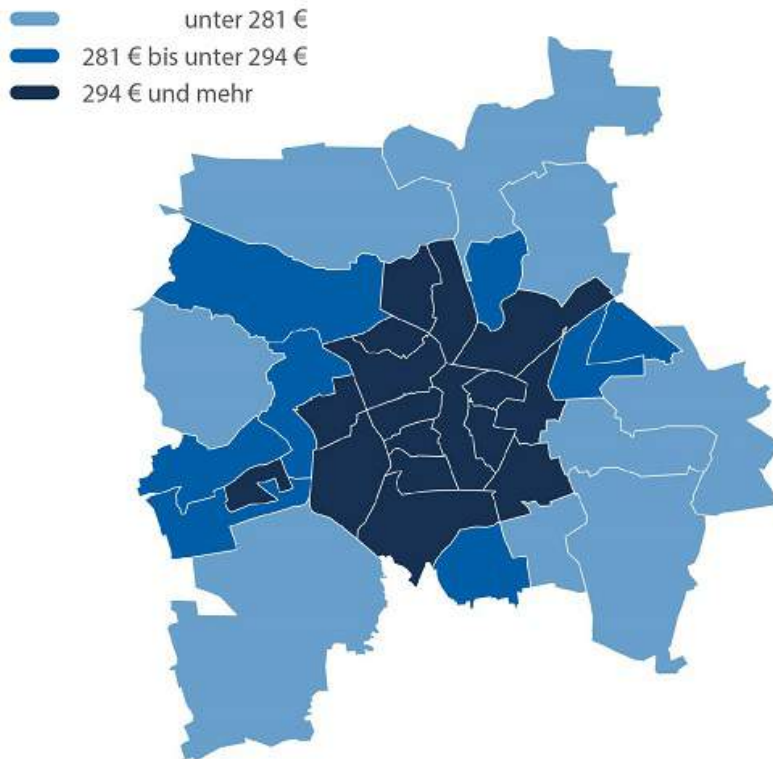 unter 281 €
281 € bis unter 294 €
294 € und mehr